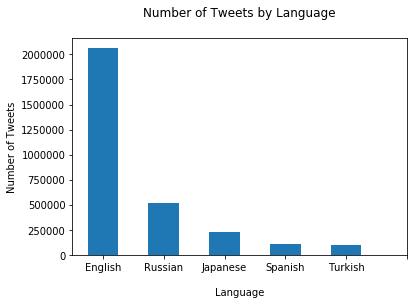 Number of Tweets by Language
Number of Tweets
2000000
1750000
1500000
1250000
1000000
750000
500000
250000
0
English Russian Japanese Spanish Turkish
Language